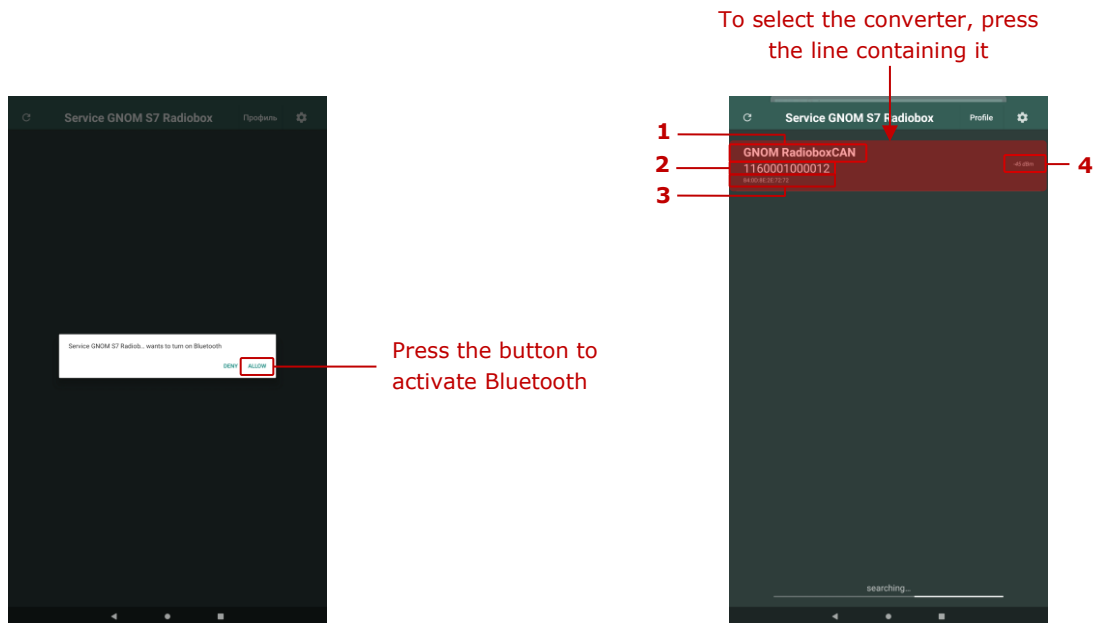 To select the converter, press
the line containing it
Service GNOM S7 Radiobox
Профиль
Service GNOM S7 Radiob... wants to turn on Bluetooth
DENY
ALLOW
Press the button to
activate Bluetooth
Service GNOM S7 Radiobox
Profile
1
GNOM RadioboxCAN
2
1160001000012
3
4
searching...